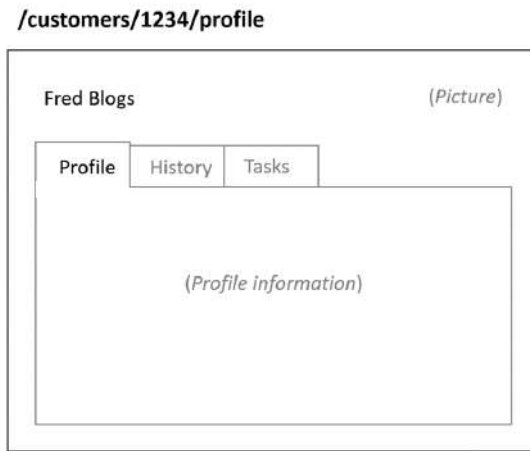 /customers/1234/profile
Fred Blogs (Picture)
Profile History Tasks
(Profile information)